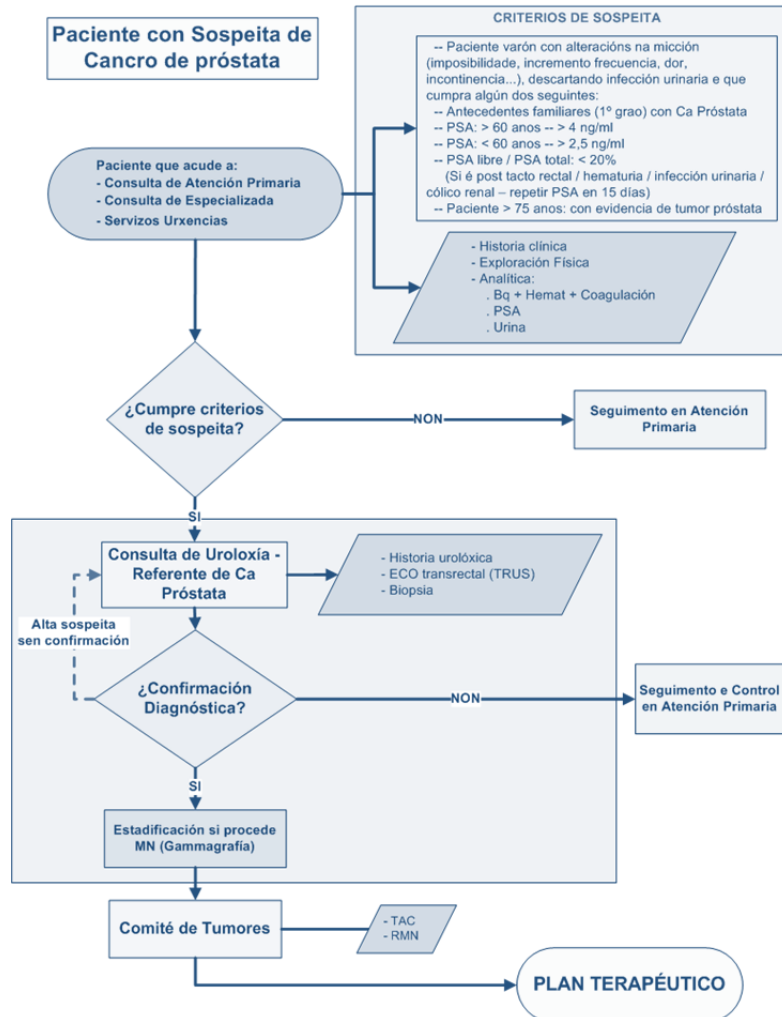 Paciente con Sospeita de
Cancro de próstata
CRITERIOS DE SOSPEITA
-- Paciente varón con alteracións na micción
(imposibilidade, incremento frecuencia, dor,
incontinencia...), descartando infección urinaria e que
cumpra algún dos seguintes:
-- Antecedentes familiares (1º grao) con Ca Próstata
-- PSA: > 60 anos -- > 4 ng/ml
-- PSA: < 60 anos -- > 2,5 ng/ml
-- PSA libre / PSA total: < 20%
(Si é post tacto rectal / hematuria / infección urinaria /
cólico renal – repetir PSA en 15 días)
-- Paciente > 75 anos: con evidencia de tumor próstata
Paciente que acude a:
- Consulta de Atención Primaria
- Consulta de Especializada
- Servizos Urxencias
- Historia clínica
- Exploración Física
- Analítica:
. Bq + Hemat + Coagulación
. PSA
. Urina
¿Cumpre criterios
de sospeita?
NON
Seguimento en Atención
Primaria
SI
Consulta de Uroloxía -
Referente de Ca
Próstata
- Historia urolóxica
- ECO transrectal (TRUS)
- Biopsia
Alta sospeita
sen confirmación
¿Confirmación
Diagnóstica?
NON
Seguimento e Control
en Atención Primaria
SI
Estadificación si procede
MN (Gammagrafía)
Comité de Tumores
- TAC
- RMN
PLAN TERAPÉUTICO